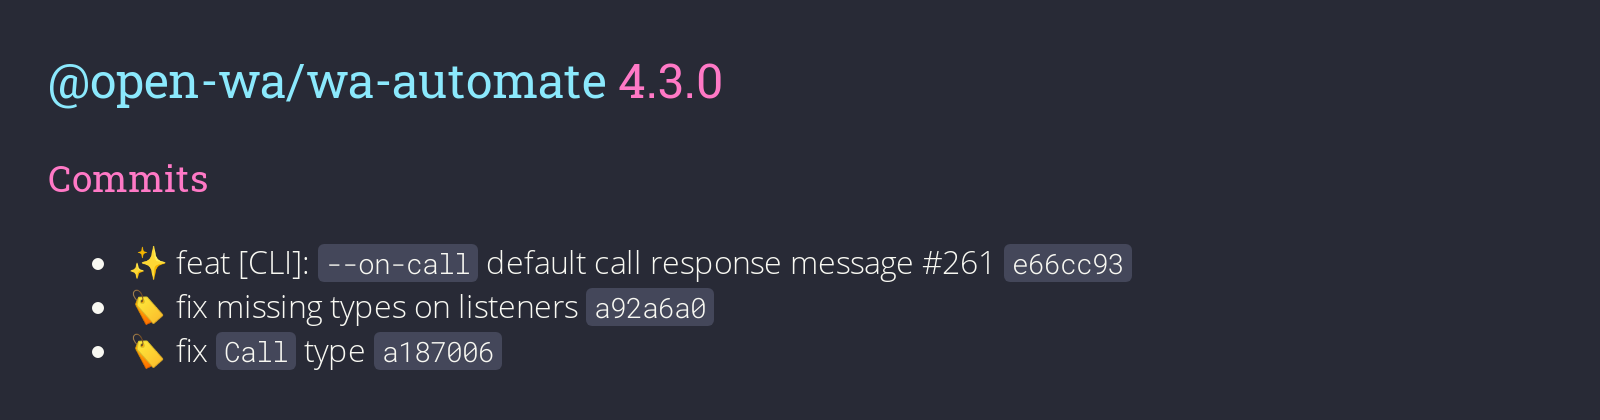 @open-wa/wa-automate 4.3.0
Commits
✨ feat [CLI]: --on-call default call response message #261 e66cc93
🏷️ fix missing types on listeners a92a6a0
🏷️ fix Call type a187006